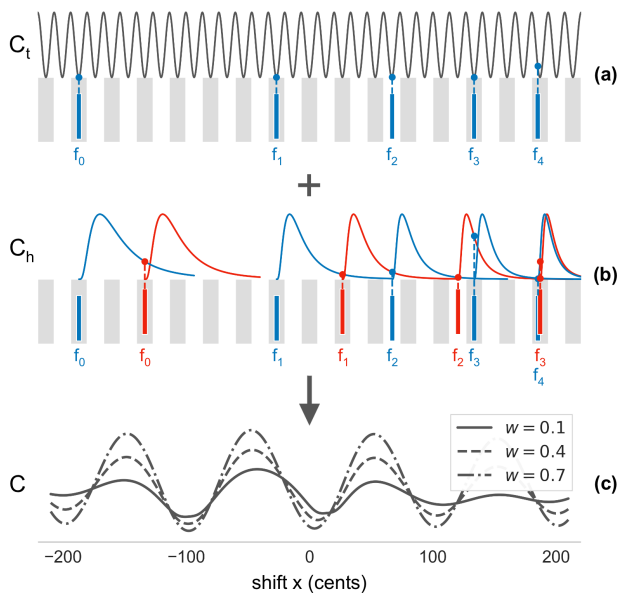 Cₜ
(a)
f₀ f₁ f₂ f₃ f₄
+
Cₕ
(b)
f₀ f₀ f₁ f₁ f₂ f₂ f₃ f₃
f₄
w = 0.1
w = 0.4
w = 0.7
C
(c)
−200 −100 0 100 200
shift x (cents)